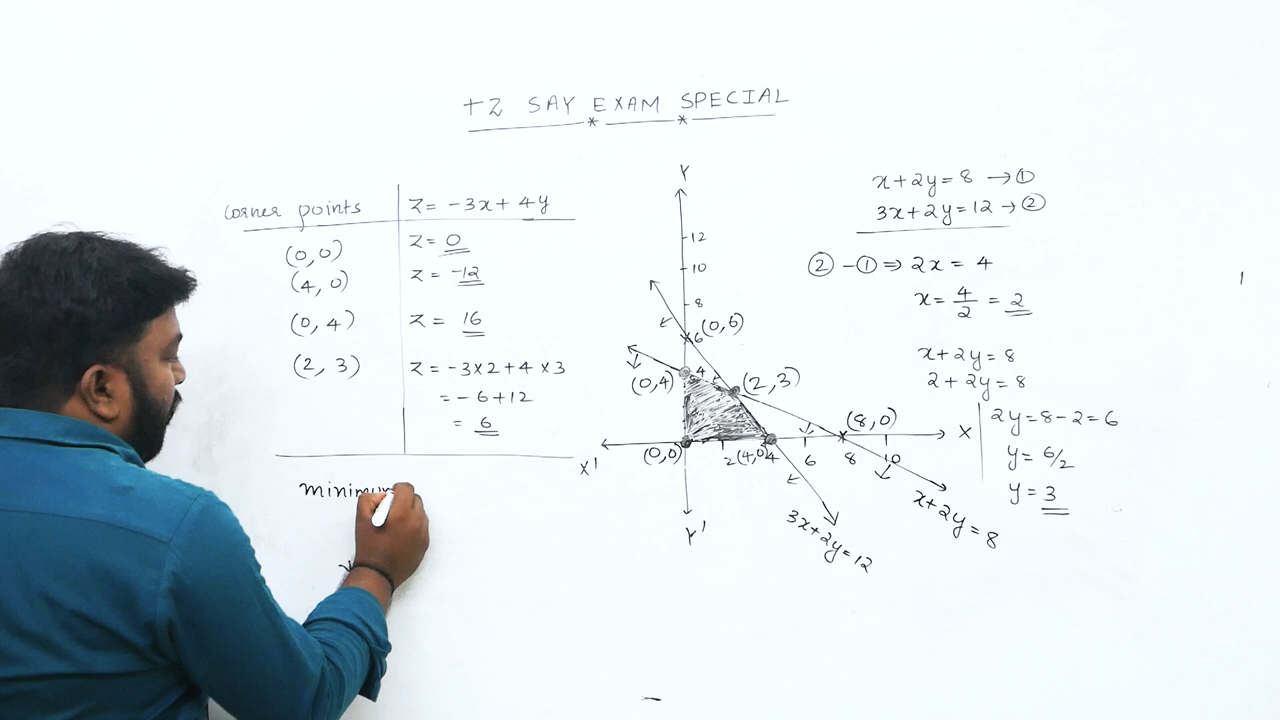 +2 SAY EXAM SPECIAL
Corner points
Z = -3x + 4y
(0, 0)
Z = 0
(4, 0)
Z = -12
(0, 4)
Z = 16
(2, 3)
Z = -3×2 + 4×3
= -6+12
= 6
minimum
Y
12
10
8
6
(0,6)
4
(0,4)
(2,3)
(8,0)
X
X'
(0,0)
2
(4,0)
4
6
8
10
Y'
3x+2y=12
x+2y=8
x+2y=8 → ①
3x+2y=12 → ②
② - ① ⇒ 2x = 4
x = 4/2 = 2
x+2y=8
2+2y=8
2y=8-2=6
y=6/2
y=3